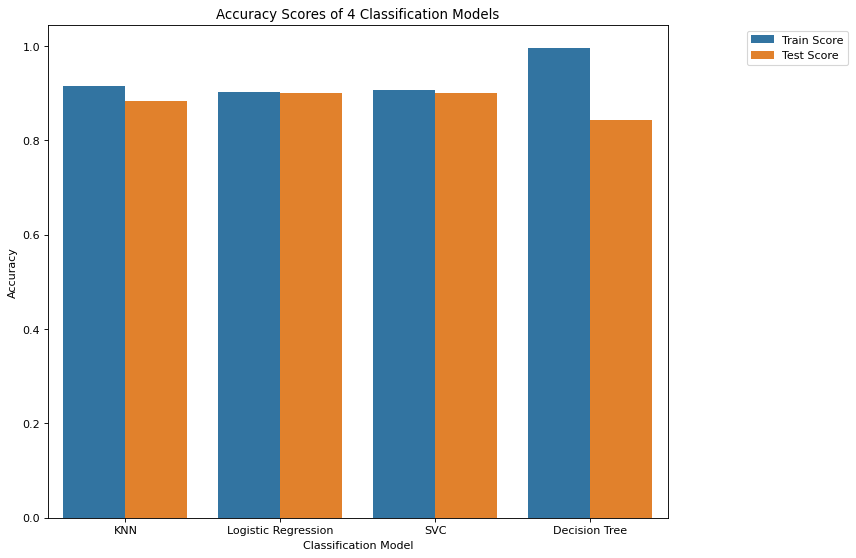 Accuracy Scores of 4 Classification Models
Train Score
Test Score
Accuracy
1.0
0.8
0.6
0.4
0.2
0.0
KNN
Logistic Regression
SVC
Decision Tree
Classification Model